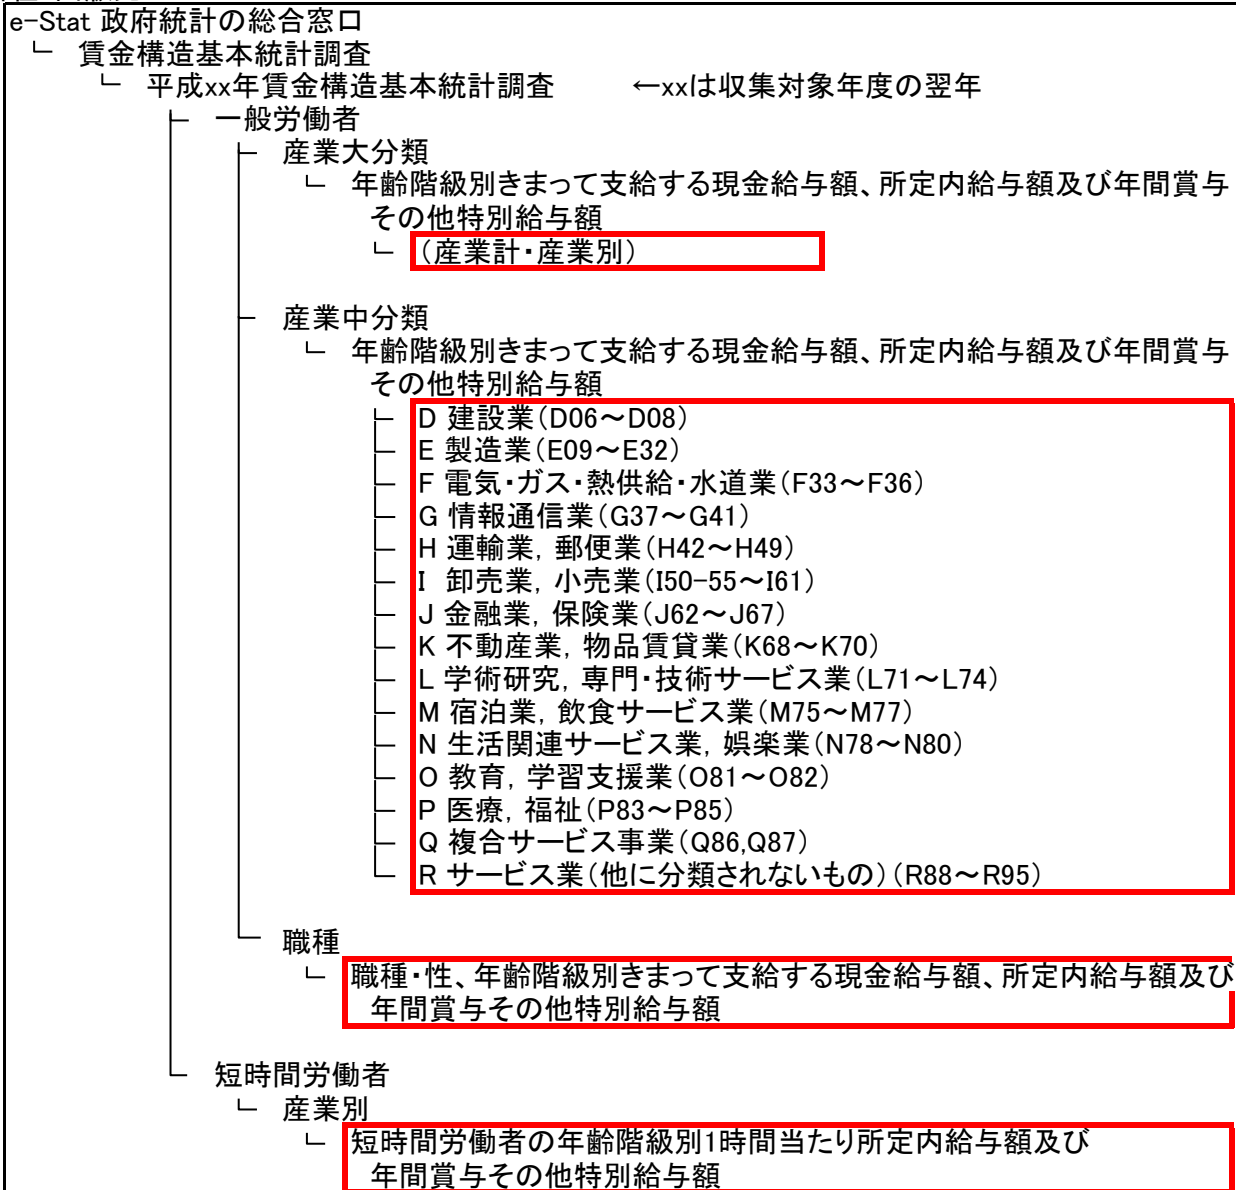 e-Stat 政府統計の総合窓口
賃金構造基本統計調査
平成xx年賃金構造基本統計調査 ←xxは収集対象年度の翌年
一般労働者
産業大分類
年齢階級別きまって支給する現金給与額、所定内給与額及び年間賞与
その他特別給与額
（産業計・産業別）
産業中分類
年齢階級別きまって支給する現金給与額、所定内給与額及び年間賞与
その他特別給与額
D 建設業（D06～D08）
E 製造業（E09～E32）
F 電気・ガス・熱供給・水道業（F33～F36）
G 情報通信業（G37～G41）
H 運輸業，郵便業（H42～H49）
I 卸売業，小売業（I50-55～I61）
J 金融業，保険業（J62～J67）
K 不動産業，物品賃貸業（K68～K70）
L 学術研究，専門・技術サービス業（L71～L74）
M 宿泊業，飲食サービス業（M75～M77）
N 生活関連サービス業，娯楽業（N78～N80）
O 教育，学習支援業（O81～O82）
P 医療，福祉（P83～P85）
Q 複合サービス事業（Q86,Q87）
R サービス業（他に分類されないもの）（R88～R95）
職種
職種・性、年齢階級別きまって支給する現金給与額、所定内給与額及び
年間賞与その他特別給与額
短時間労働者
産業別
短時間労働者の年齢階級別1時間当たり所定内給与額及び
年間賞与その他特別給与額